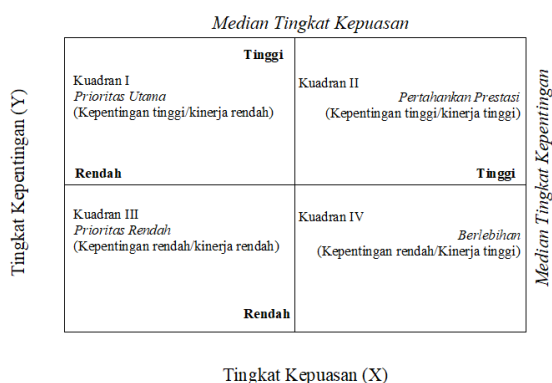 Median Tingkat Kepuasan
Tinggi
Kuadran I
Prioritas Utama
(Kepentingan tinggi/kinerja rendah)
Rendah
Kuadran II
Pertahankan Prestasi
(Kepentingan tinggi/kinerja tinggi)
Tinggi
Kuadran III
Prioritas Rendah
(Kepentingan rendah/kinerja rendah)
Rendah
Kuadran IV
Berlebihan
(Kepentingan rendah/Kinerja tinggi)
Tingkat Kepentingan (Y)
Median Tingkat Kepentingan
Tingkat Kepuasan (X)